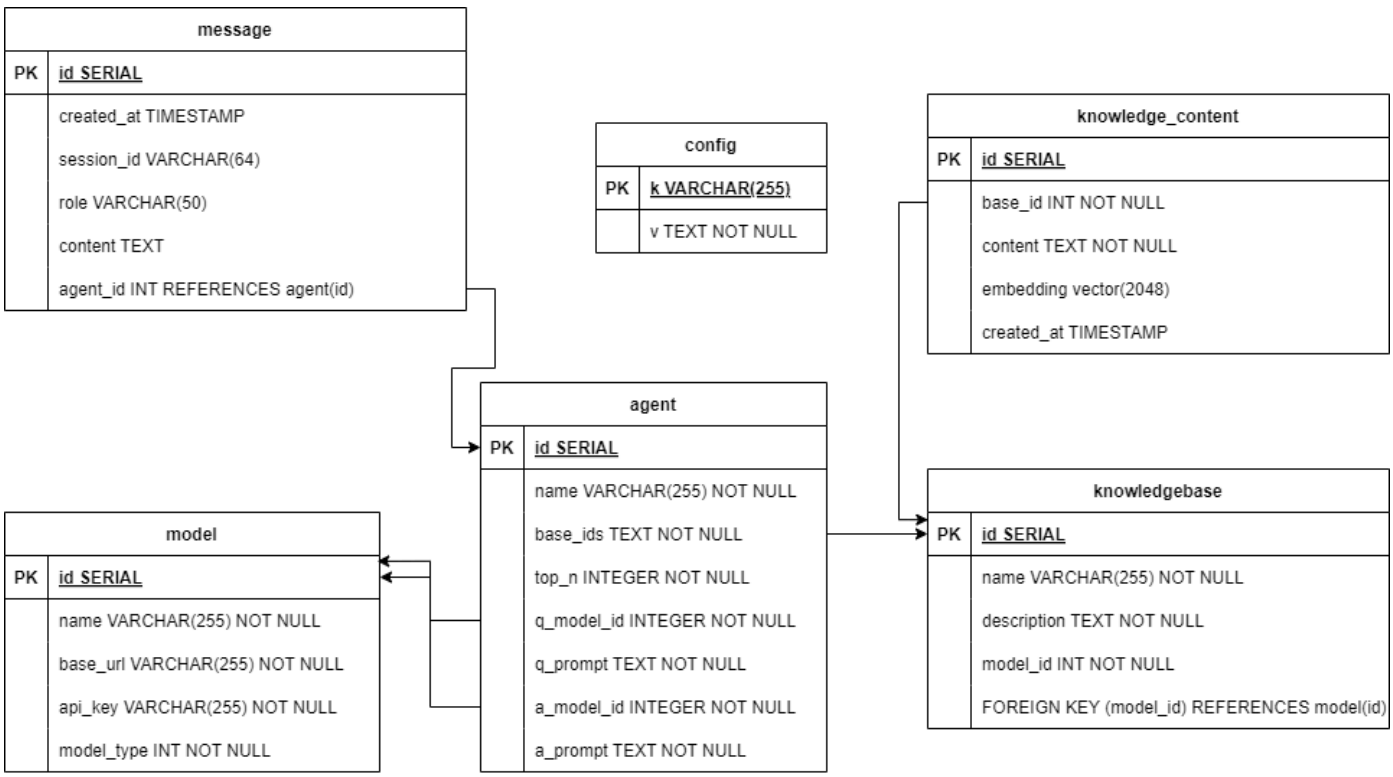 message
PK id SERIAL
created_at TIMESTAMP
session_id VARCHAR(64)
role VARCHAR(50)
content TEXT
agent_id INT REFERENCES agent(id)
config
PK k VARCHAR(255)
v TEXT NOT NULL
knowledge_content
PK id SERIAL
base_id INT NOT NULL
content TEXT NOT NULL
embedding vector(2048)
created_at TIMESTAMP
agent
PK id SERIAL
name VARCHAR(255) NOT NULL
base_ids TEXT NOT NULL
top_n INTEGER NOT NULL
q_model_id INTEGER NOT NULL
q_prompt TEXT NOT NULL
a_model_id INTEGER NOT NULL
a_prompt TEXT NOT NULL
model
PK id SERIAL
name VARCHAR(255) NOT NULL
base_url VARCHAR(255) NOT NULL
api_key VARCHAR(255) NOT NULL
model_type INT NOT NULL
knowledgebase
PK id SERIAL
name VARCHAR(255) NOT NULL
description TEXT NOT NULL
model_id INT NOT NULL
FOREIGN KEY (model_id) REFERENCES model(id)